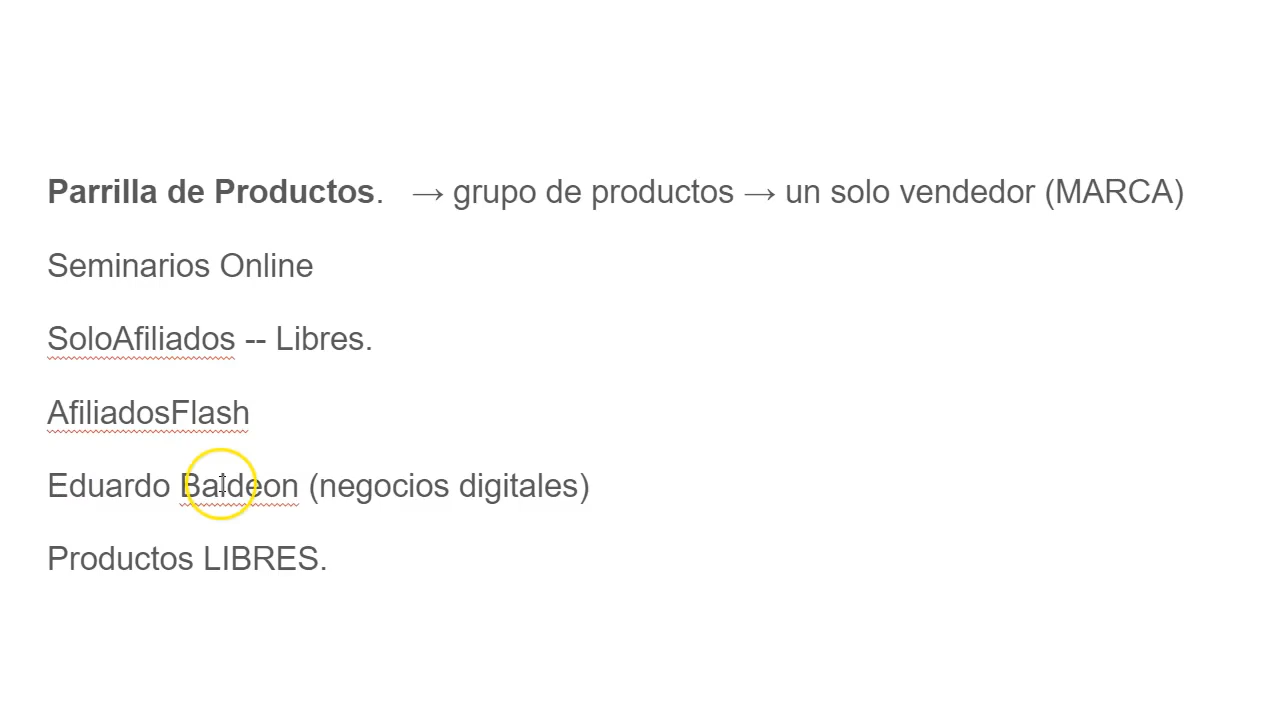 Parrilla de Productos. → grupo de productos → un solo vendedor (MARCA)
Seminarios Online
SoloAfiliados -- Libres.
AfiliadosFlash
Eduardo Baldeon (negocios digitales)
Productos LIBRES.